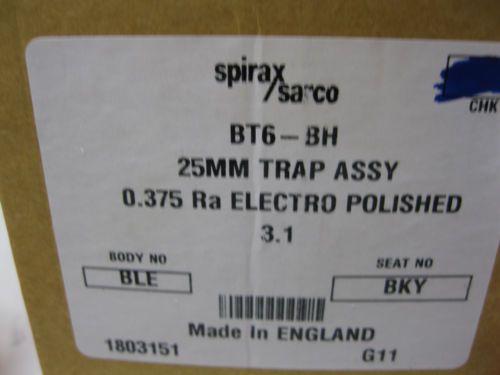 spirax
/sarco
CHK
BT6-BH
25MM TRAP ASSY
0.375 Ra ELECTRO POLISHED
3.1
BODY NO
BLE
SEAT NO
BKY
Made In ENGLAND
1803151
G11